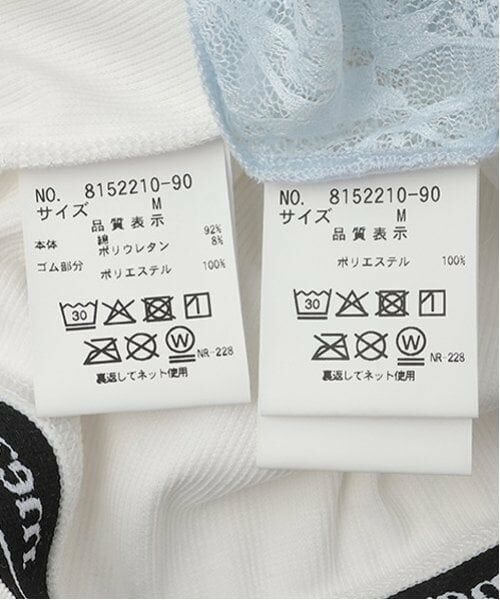 NO. 8152210-90
サイズ M
品質表示
本体 綿 92%
ポリウレタン 8%
ゴム部分 ポリエステル 100%
30
W
NR-228
裏返してネット使用
NO. 8152210-90
サイズ M
品質表示
ポリエステル 100%
30
W
NR-228
裏返してネット使用